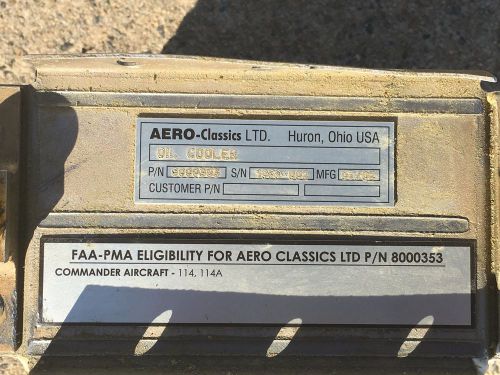 AERO-Classics LTD. Huron, Ohio USA
OIL COOLER
P/N 8000353 S/N MFG
CUSTOMER P/N
FAA-PMA ELIGIBILITY FOR AERO CLASSICS LTD P/N 8000353
COMMANDER AIRCRAFT - 114, 114A